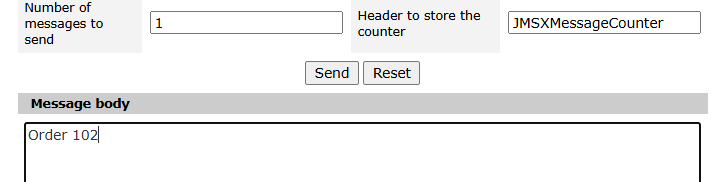 Number of
messages to
send
1
Header to store the
counter
JMSXMessageCounter
Send Reset
Message body
Order 102